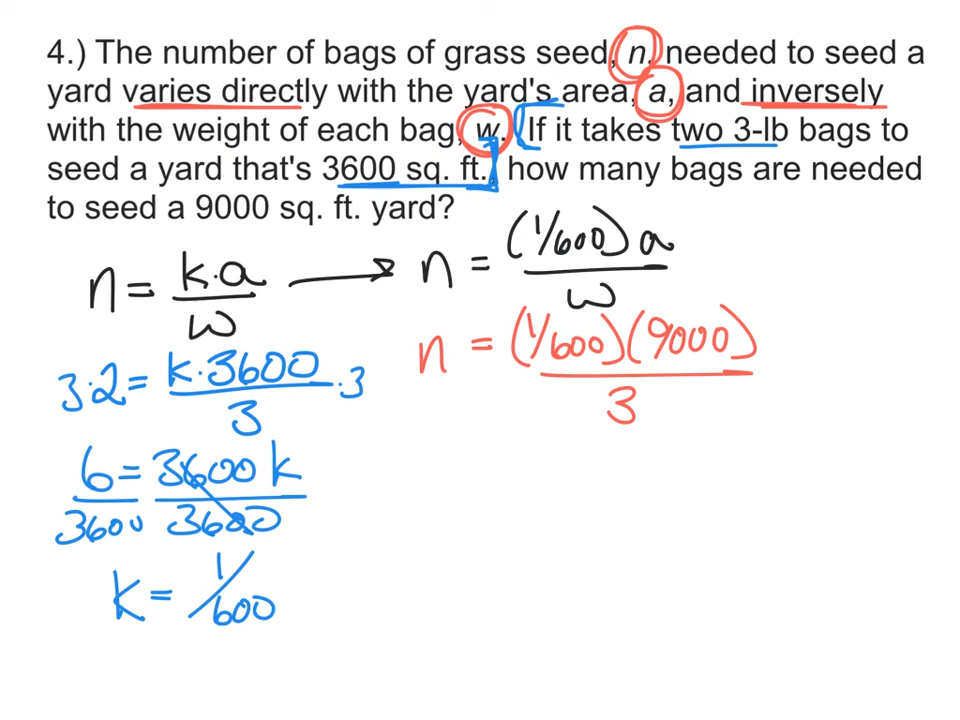 4.) The number of bags of grass seed, n, needed to seed a
yard varies directly with the yard's area, a, and inversely
with the weight of each bag, w. If it takes two 3-lb bags to
seed a yard that's 3600 sq. ft., how many bags are needed
to seed a 9000 sq. ft. yard?
n = k·a / w → n = (1/600) a / w
n = (1/600)(9000) / 3
3·2 = k·3600 / 3 ·3
6 = 3600 k
3600 3600
k = 1/600